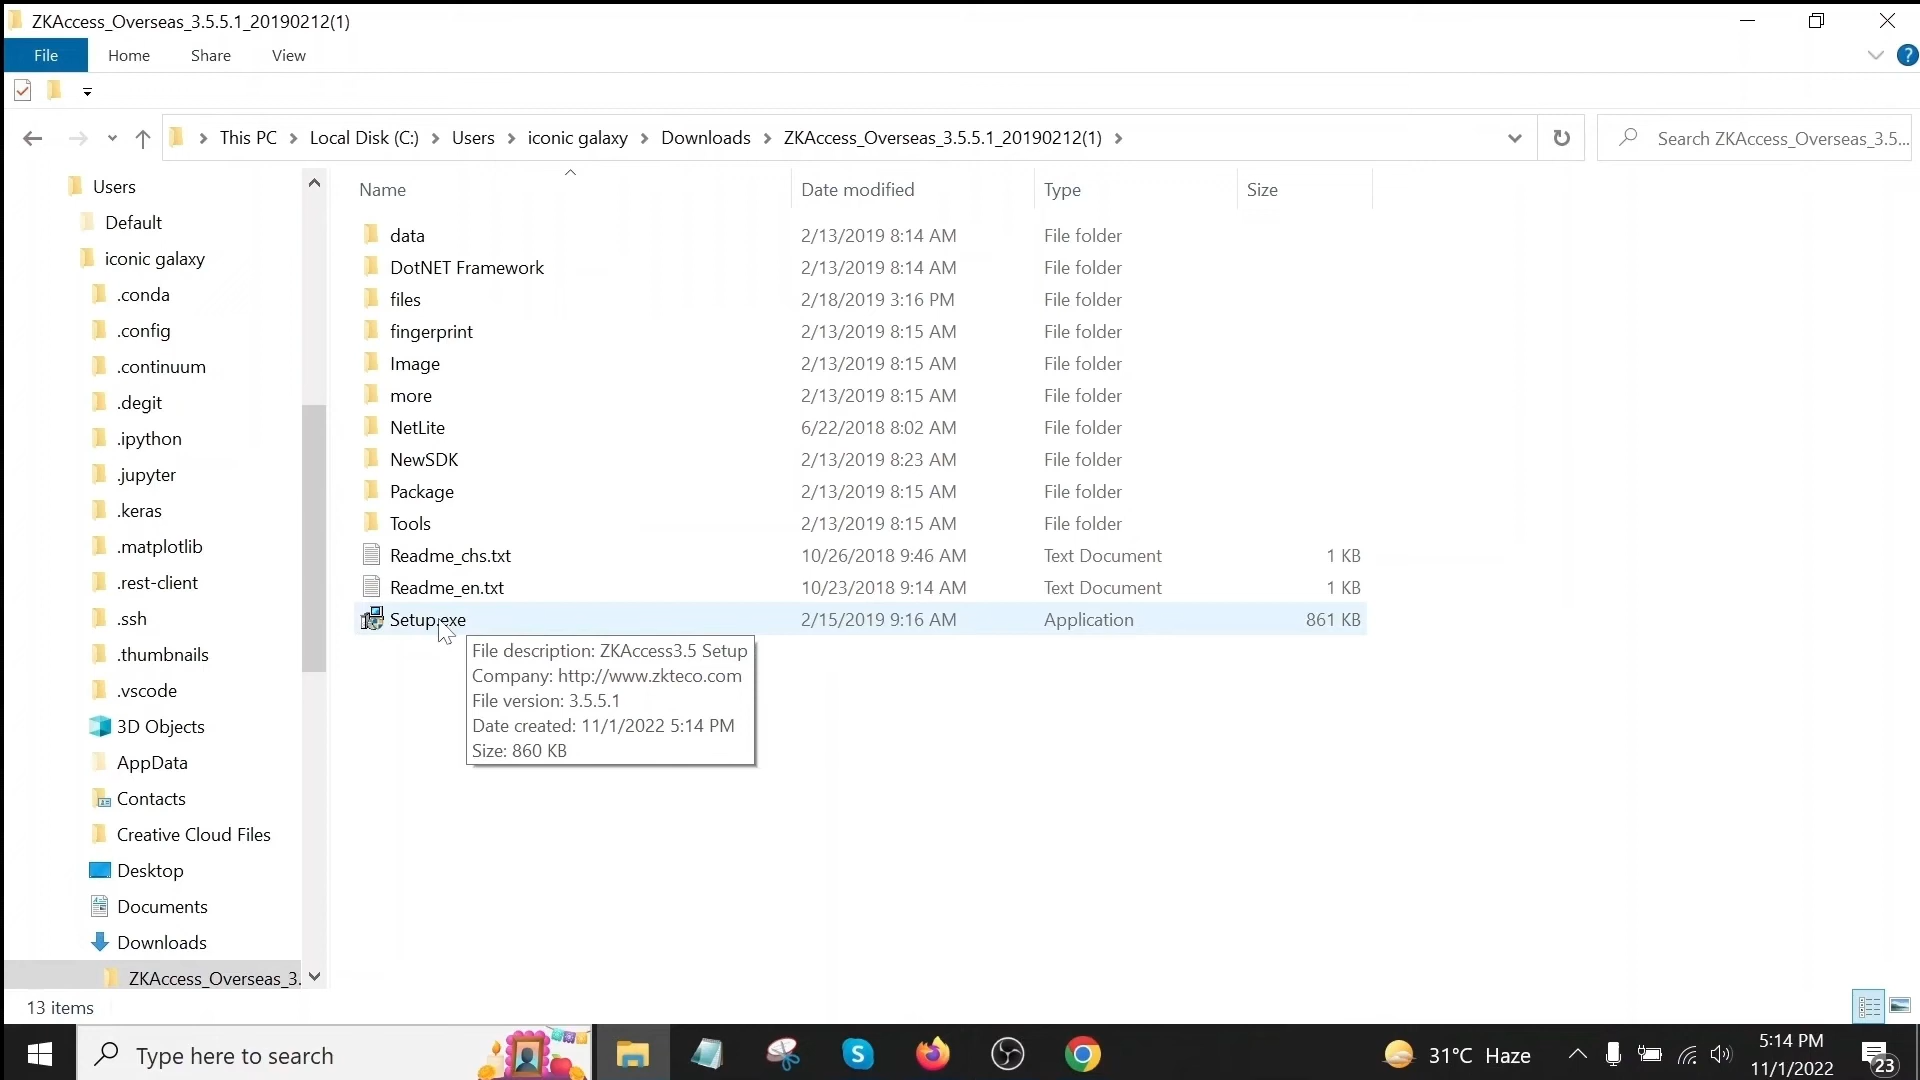 ZKAccess_Overseas_3.5.5.1_20190212(1)
File Home Share View
This PC Local Disk (C:) Users iconic galaxy Downloads ZKAccess_Overseas_3.5.5.1_20190212(1)
Search ZKAccess_Overseas_3.5...
Users
Default
iconic galaxy
.conda
.config
.continuum
.degit
.ipython
.jupyter
.keras
.matplotlib
.rest-client
.ssh
.thumbnails
.vscode
3D Objects
AppData
Contacts
Creative Cloud Files
Desktop
Documents
Downloads
ZKAccess_Overseas_3.
Name Date modified Type Size
data 2/13/2019 8:14 AM File folder
DotNET Framework 2/13/2019 8:14 AM File folder
files 2/18/2019 3:16 PM File folder
fingerprint 2/13/2019 8:15 AM File folder
Image 2/13/2019 8:15 AM File folder
more 2/13/2019 8:15 AM File folder
NetLite 6/22/2018 8:02 AM File folder
NewSDK 2/13/2019 8:23 AM File folder
Package 2/13/2019 8:15 AM File folder
Tools 2/13/2019 8:15 AM File folder
Readme_chs.txt 10/26/2018 9:46 AM Text Document 1 KB
Readme_en.txt 10/23/2018 9:14 AM Text Document 1 KB
Setup.exe 2/15/2019 9:16 AM Application 861 KB
File description: ZKAccess3.5 Setup
Company: http://www.zkteco.com
File version: 3.5.5.1
Date created: 11/1/2022 5:14 PM
Size: 860 KB
13 items
Type here to search
31°C Haze
5:14 PM
11/1/2022
23